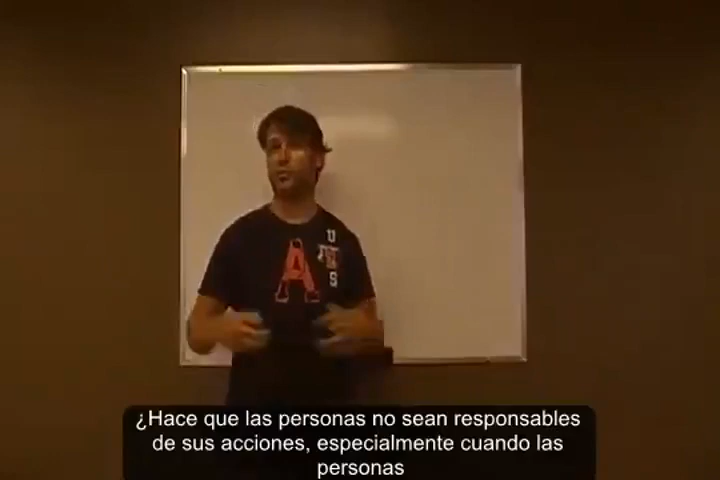 U
A
S
¿Hace que las personas no sean responsables
de sus acciones, especialmente cuando las
personas